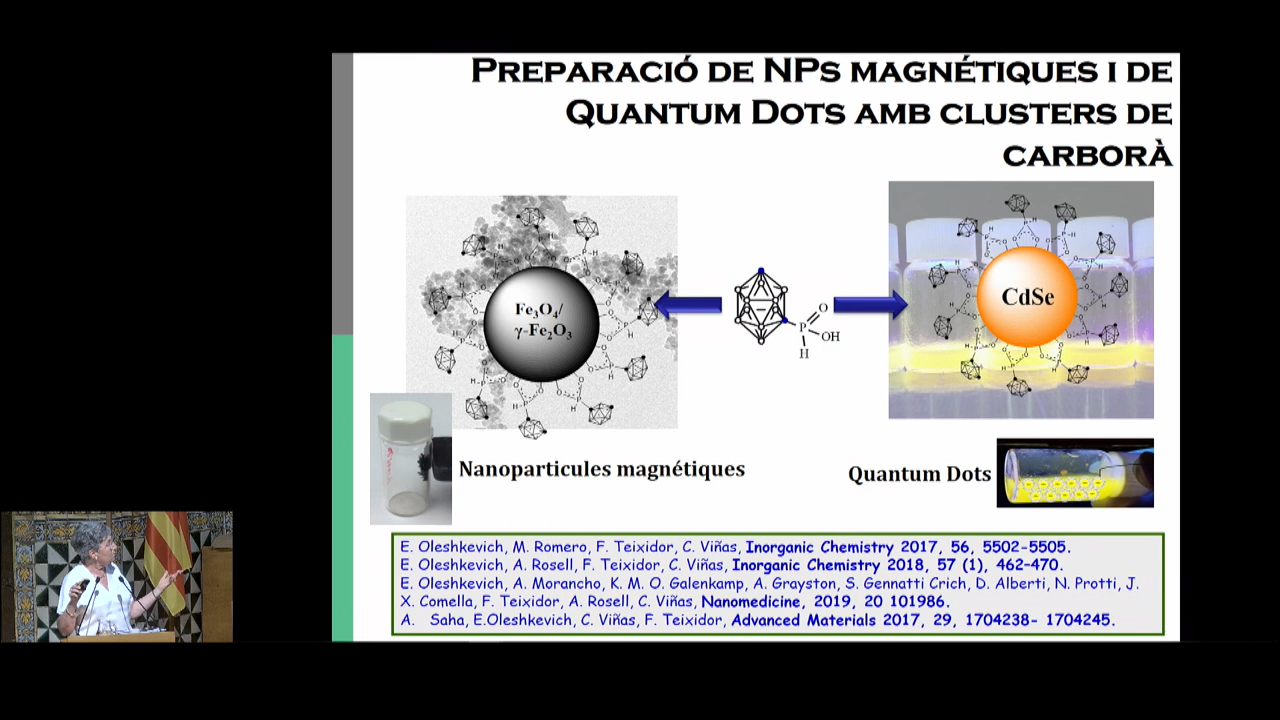 PREPARACIÓ DE NPS MAGNÉTIQUES I DE
QUANTUM DOTS AMB CLUSTERS DE
CARBORÀ
Fe3O4/
γ-Fe2O3
CdSe
O
P
OH
H
Nanoparticules magnétiques
Quantum Dots
E. Oleshkevich, M. Romero, F. Teixidor, C. Viñas, Inorganic Chemistry 2017, 56, 5502-5505.
E. Oleshkevich, A. Rosell, F. Teixidor, C. Viñas, Inorganic Chemistry 2018, 57 (1), 462-470.
E. Oleshkevich, A. Morancho, K. M. O. Galenkamp, A. Grayston, S. Gennatti Crich, D. Alberti, N. Protti, J.
X. Comella, F. Teixidor, A. Rosell, C. Viñas, Nanomedicine, 2019, 20 101986.
A. Saha, E.Oleshkevich, C. Viñas, F. Teixidor, Advanced Materials 2017, 29, 1704238- 1704245.